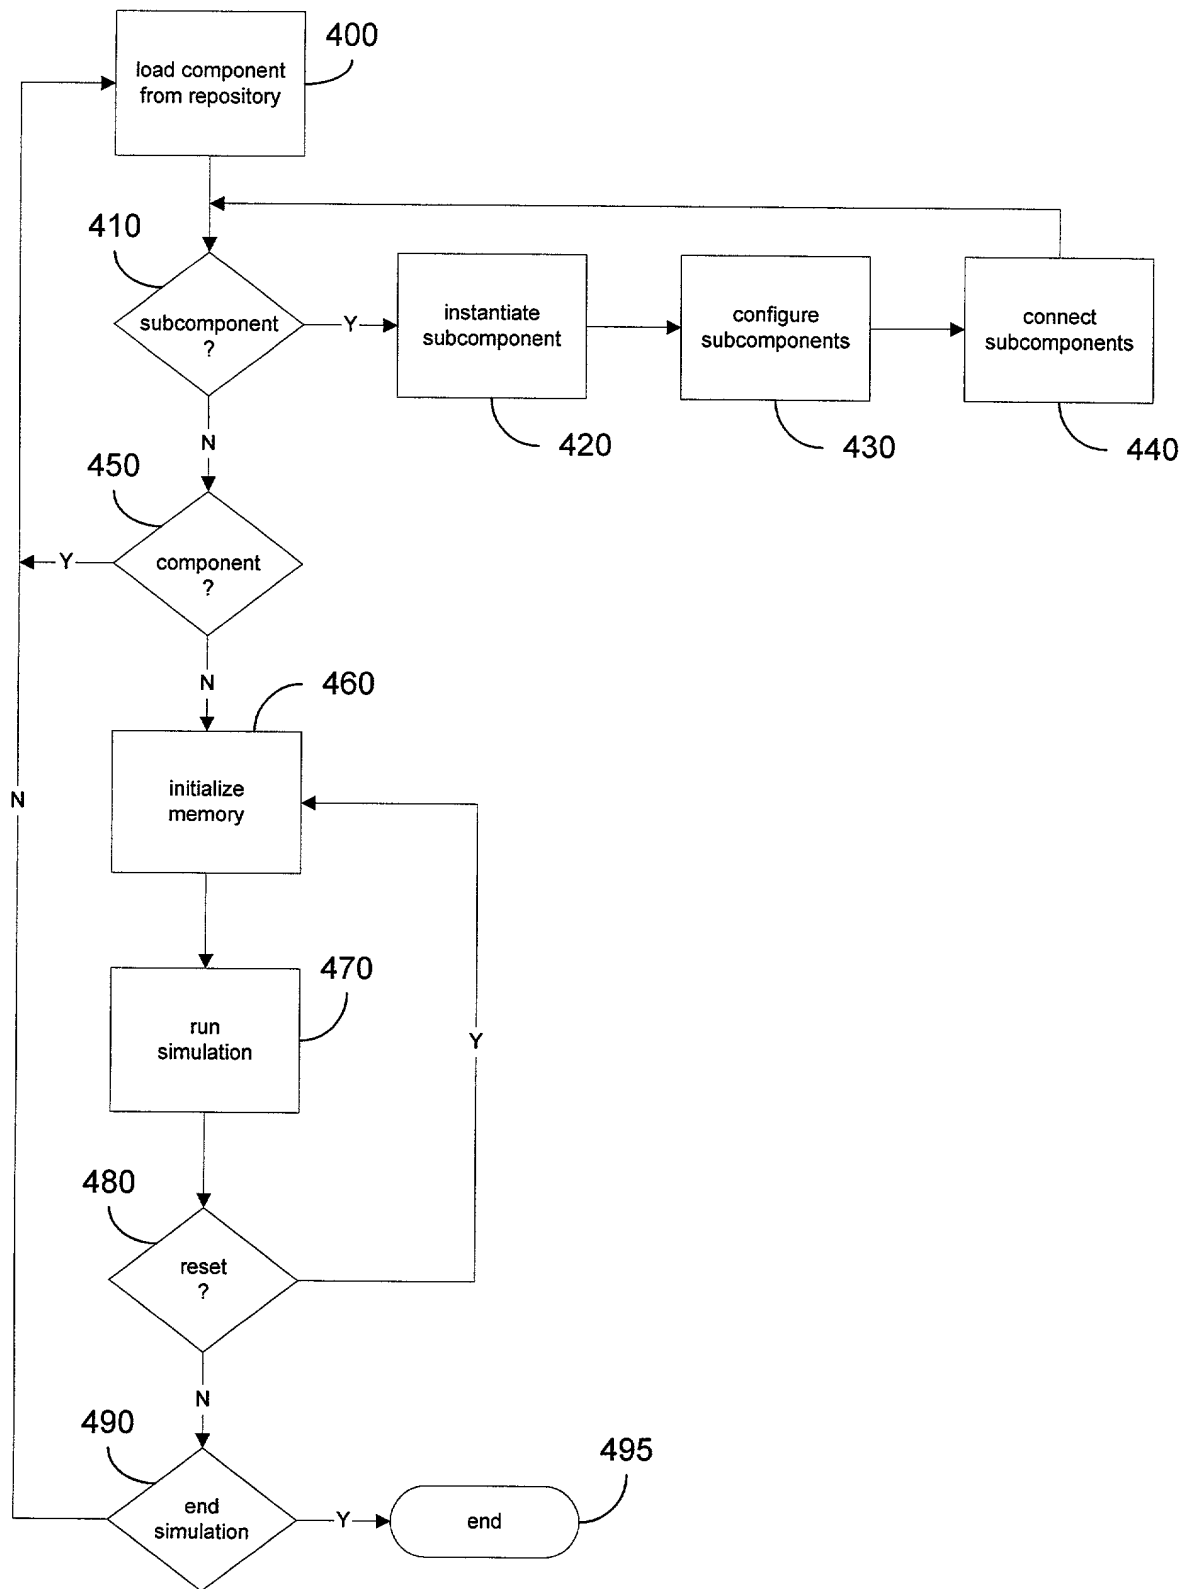 400
load component
from repository
410
subcomponent
?
Y
instantiate
subcomponent
configure
subcomponents
connect
subcomponents
420
430
440
N
450
component
?
Y
N
460
initialize
memory
N
470
run
simulation
Y
480
reset
?
N
490
end
simulation
Y
end
495